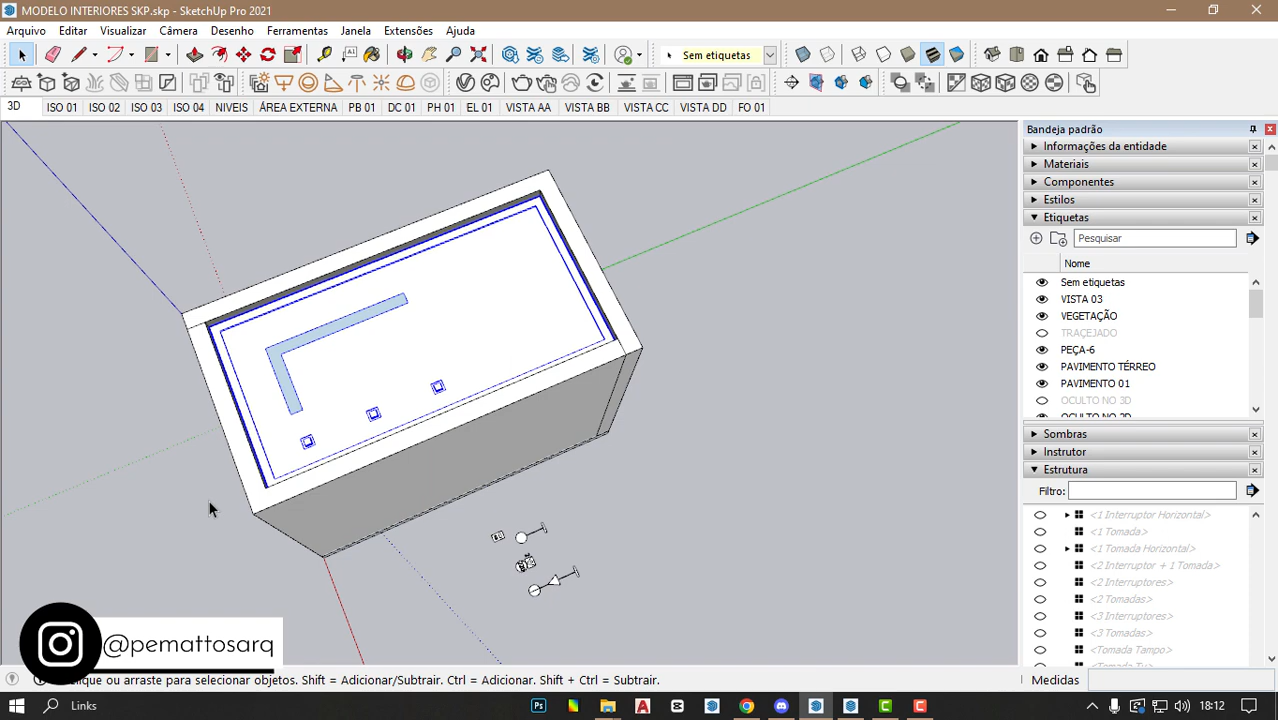 MODELO INTERIORES SKP.skp - SketchUp Pro 2021
Arquivo Editar Visualizar Câmera Desenho Ferramentas Janela Extensões Ajuda
Sem etiquetas
3D ISO 01 ISO 02 ISO 03 ISO 04 NIVEIS ÁREA EXTERNA PB 01 DC 01 PH 01 EL 01 VISTA AA VISTA BB VISTA CC VISTA DD FO 01
Bandeja padrão
Informações da entidade
Materiais
Componentes
Estilos
Etiquetas
Pesquisar
Nome
Sem etiquetas
VISTA 03
VEGETAÇÃO
TRAÇEJADO
PEÇA-6
PAVIMENTO TÉRREO
PAVIMENTO 01
OCULTO NO 3D
OCULTO NO 2D
Sombras
Instrutor
Estrutura
Filtro:
<1 Interruptor Horizontal>
<1 Tomada>
<1 Tomada Horizontal>
<2 Interruptor + 1 Tomada>
<2 Interruptores>
<2 Tomadas>
<3 Interruptores>
<3 Tomadas>
<Tomada Tampo>
@pemattosarq
clique ou arraste para selecionar objetos. Shift = Adicionar/Subtrair. Ctrl = Adicionar. Shift + Ctrl = Subtrair.
Medidas
Links
18:12